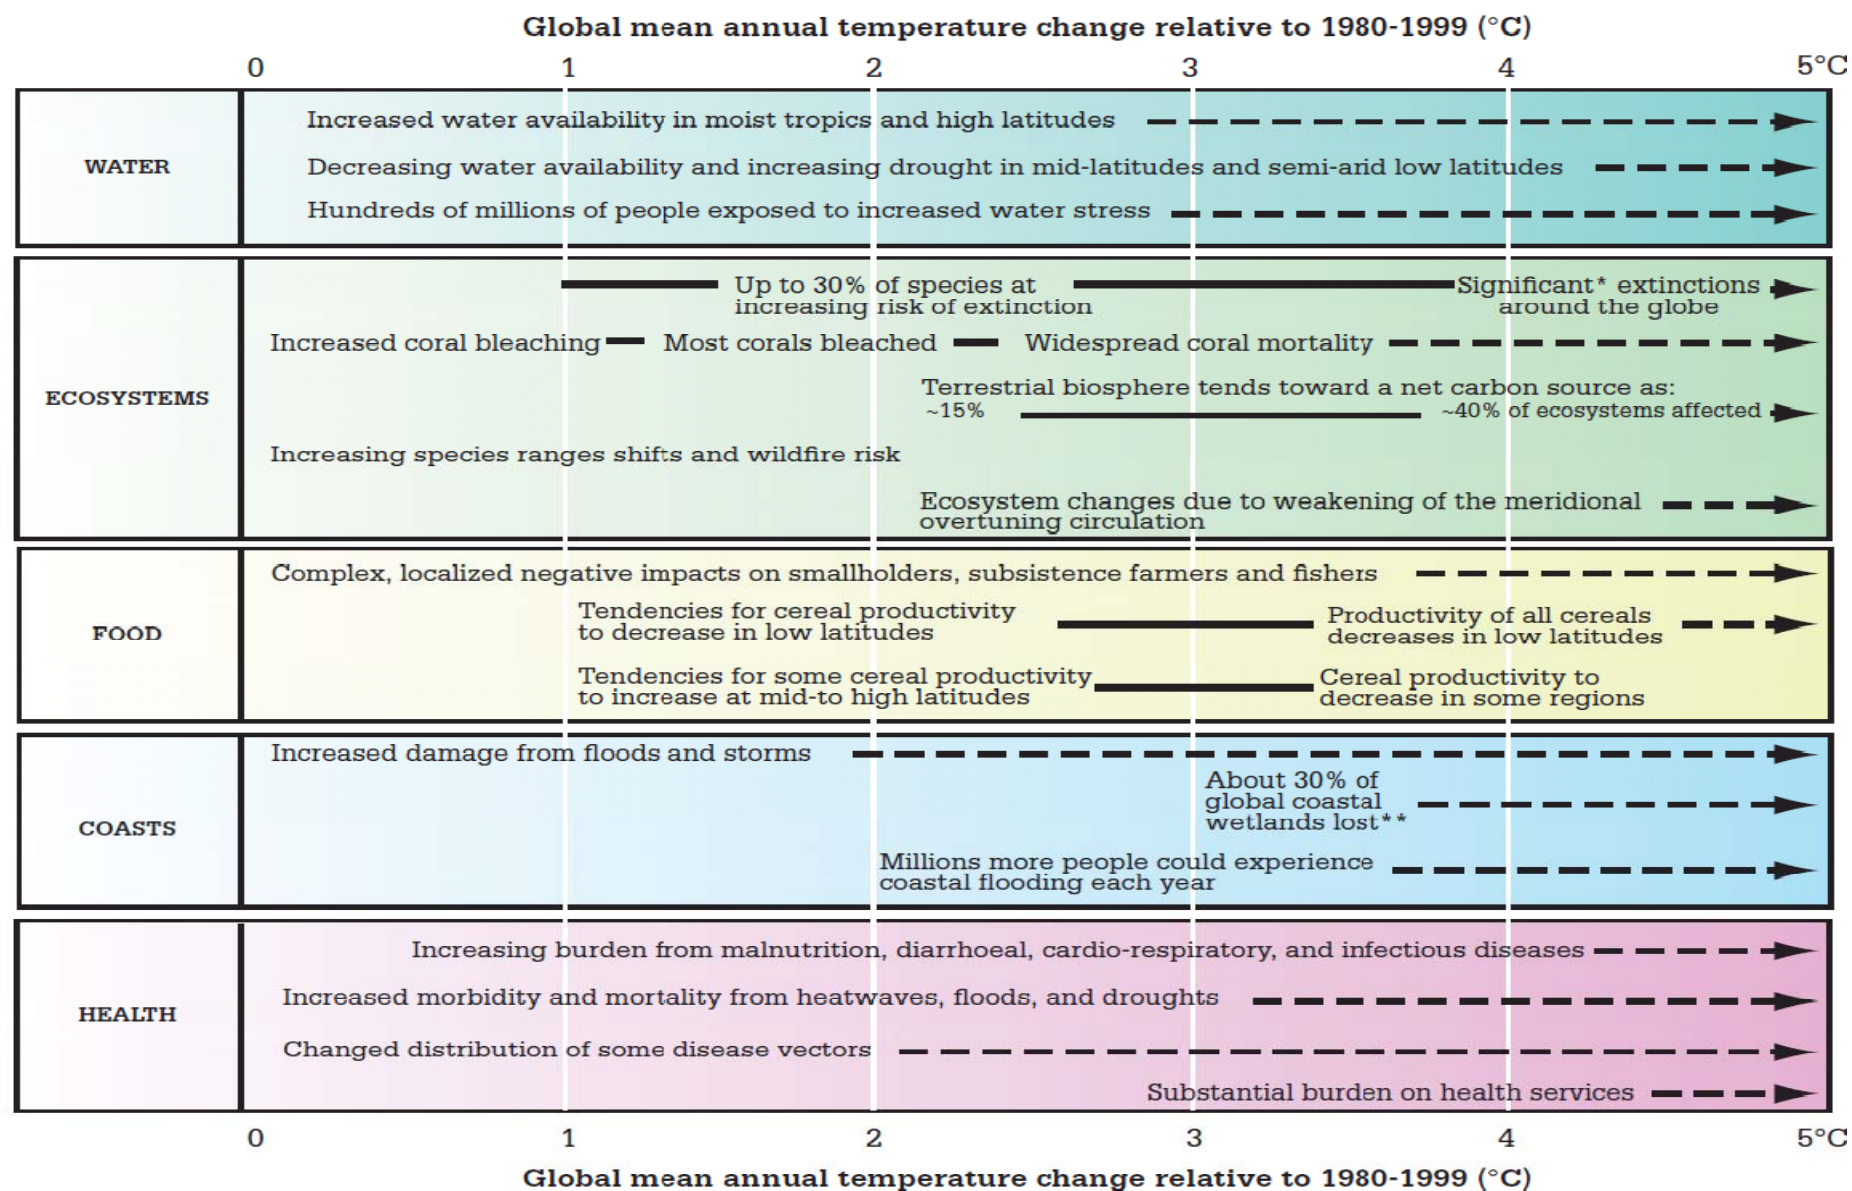 Global mean annual temperature change relative to 1980-1999 (°C)
0 1 2 3 4 5°C
WATER
Increased water availability in moist tropics and high latitudes
Decreasing water availability and increasing drought in mid-latitudes and semi-arid low latitudes
Hundreds of millions of people exposed to increased water stress
ECOSYSTEMS
Up to 30% of species at
increasing risk of extinction
Significant* extinctions
around the globe
Increased coral bleaching
Most corals bleached
Widespread coral mortality
Terrestrial biosphere tends toward a net carbon source as:
~15%
~40% of ecosystems affected
Increasing species ranges shifts and wildfire risk
Ecosystem changes due to weakening of the meridional
overtuning circulation
FOOD
Complex, localized negative impacts on smallholders, subsistence farmers and fishers
Tendencies for cereal productivity
to decrease in low latitudes
Productivity of all cereals
decreases in low latitudes
Tendencies for some cereal productivity
to increase at mid-to high latitudes
Cereal productivity to
decrease in some regions
COASTS
Increased damage from floods and storms
About 30% of
global coastal
wetlands lost**
Millions more people could experience
coastal flooding each year
HEALTH
Increasing burden from malnutrition, diarrhoeal, cardio-respiratory, and infectious diseases
Increased morbidity and mortality from heatwaves, floods, and droughts
Changed distribution of some disease vectors
Substantial burden on health services
0 1 2 3 4 5°C
Global mean annual temperature change relative to 1980-1999 (°C)